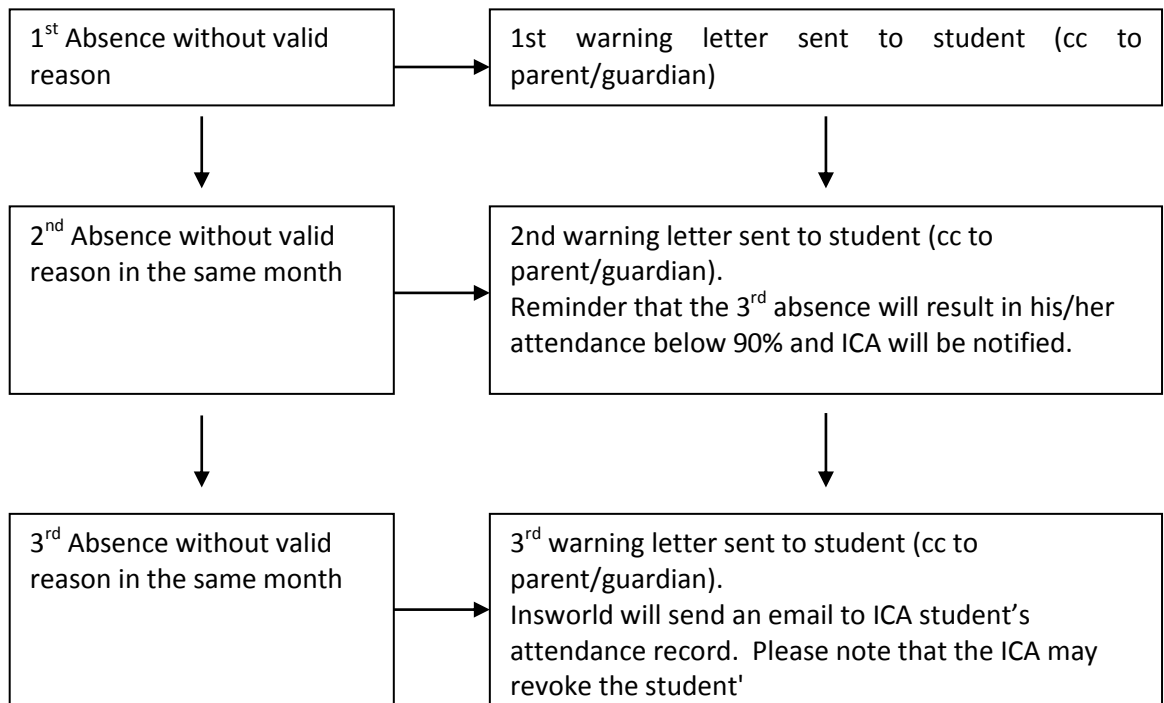 1st Absence without valid
reason
1st warning letter sent to student (cc to
parent/guardian)
2nd Absence without valid
reason in the same month
2nd warning letter sent to student (cc to
parent/guardian).
Reminder that the 3rd absence will result in his/her
attendance below 90% and ICA will be notified.
3rd Absence without valid
reason in the same month
3rd warning letter sent to student (cc to
parent/guardian).
Insworld will send an email to ICA student’s
attendance record.  Please note that the ICA may
revoke the student'